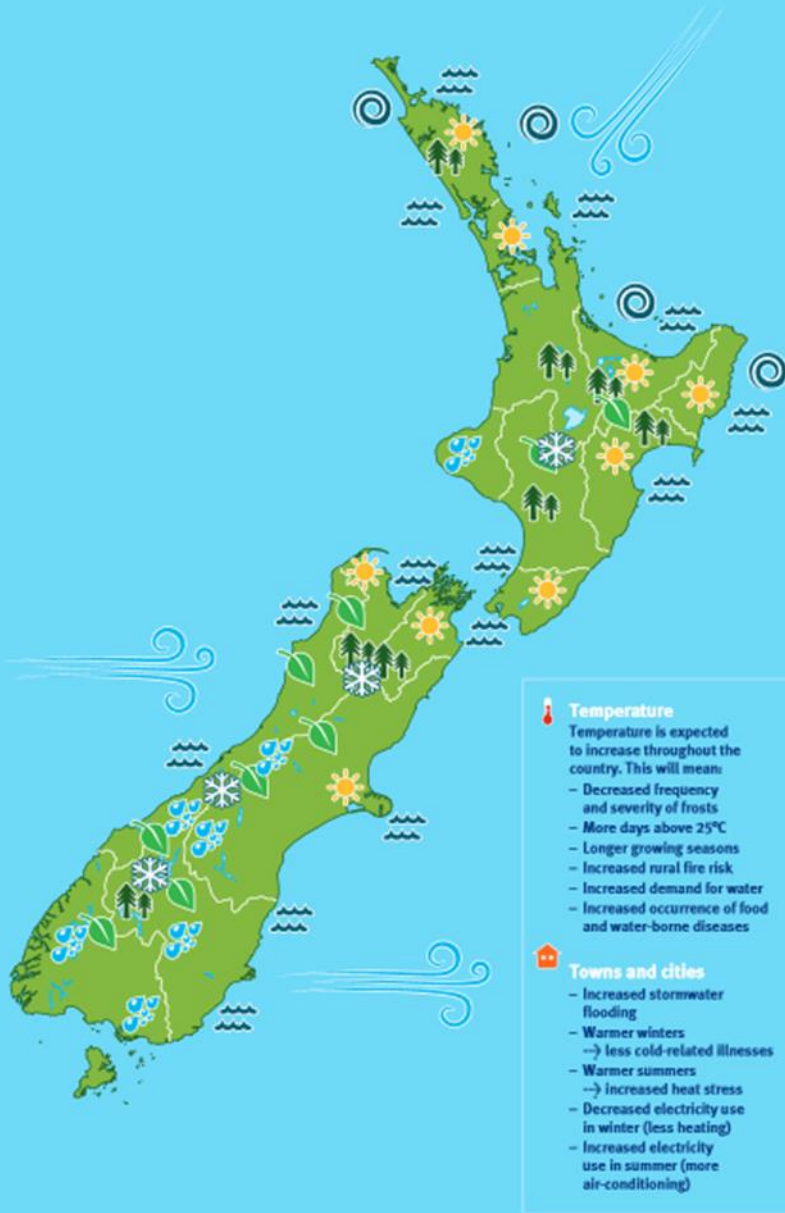 Temperature
Temperature is expected
to increase throughout the
country. This will mean:
– Decreased frequency
and severity of frosts
– More days above 25°C
– Longer growing seasons
– Increased rural fire risk
– Increased demand for water
– Increased occurrence of food
and water-borne diseases
Towns and cities
– Increased stormwater
flooding
– Warmer winters
--> less cold-related illnesses
– Warmer summers
--> increased heat stress
– Decreased electricity use
in winter (less heating)
– Increased electricity
use in summer (more
air-conditioning)